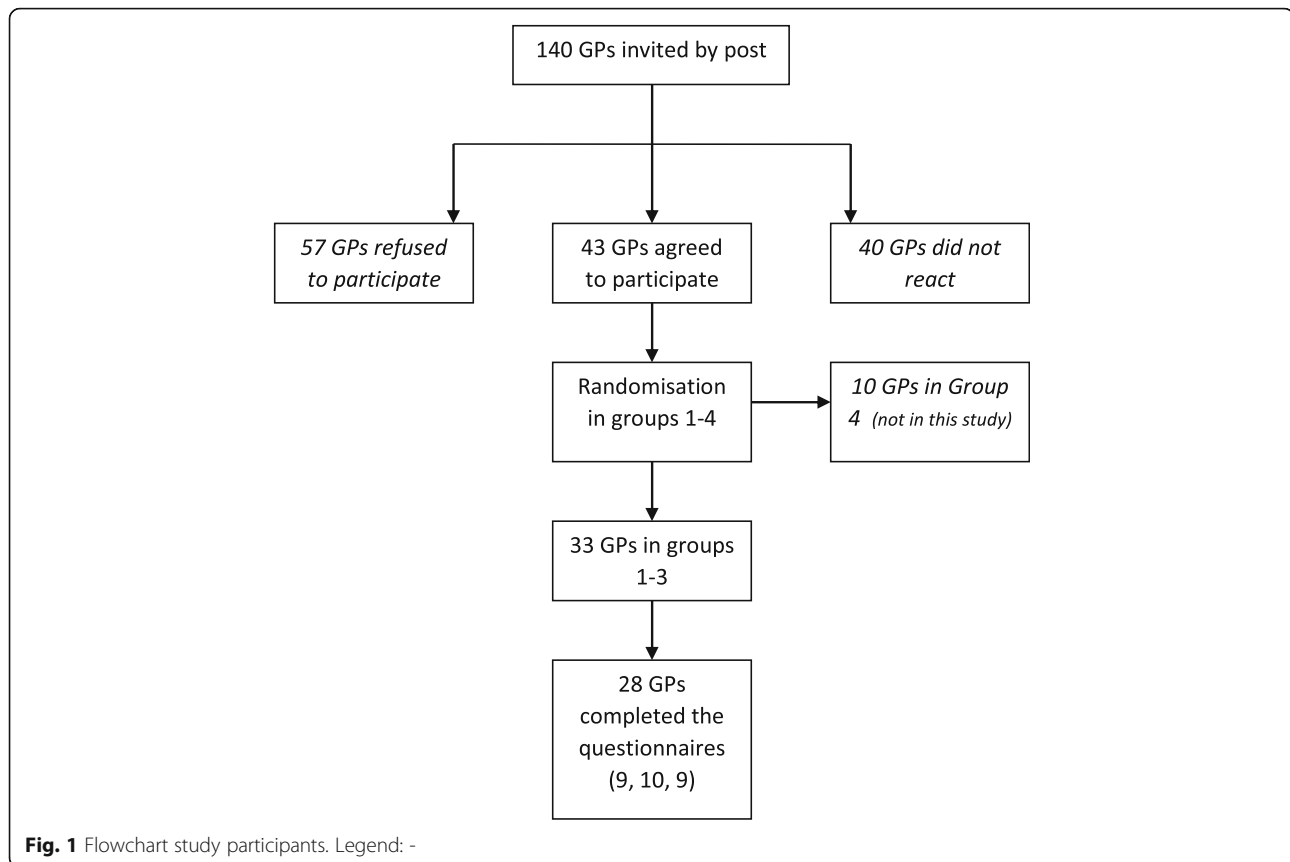 140 GPs invited by post
57 GPs refused
to participate
43 GPs agreed
to participate
40 GPs did not
react
Randomisation
in groups 1-4
10 GPs in Group
4 (not in this study)
33 GPs in groups
1-3
28 GPs
completed the
questionnaires
(9, 10, 9)
Fig. 1 Flowchart study participants. Legend: -